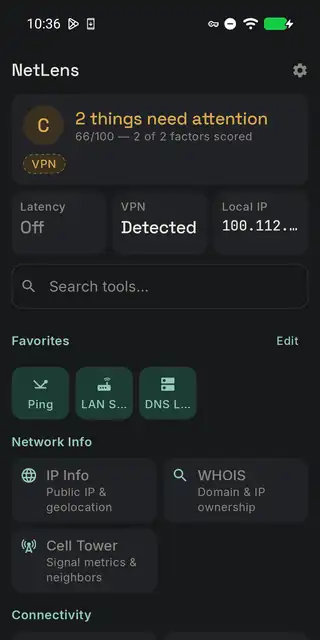 10:36
NetLens
C
2 things need attention
66/100 — 2 of 2 factors scored
VPN
Latency
Off
VPN
Detected
Local IP
100.112.…
Search tools...
Favorites
Edit
Ping
LAN S…
DNS L…
Network Info
IP Info
Public IP &
geolocation
WHOIS
Domain & IP
ownership
Cell Tower
Signal metrics &
neighbors
Connectivity